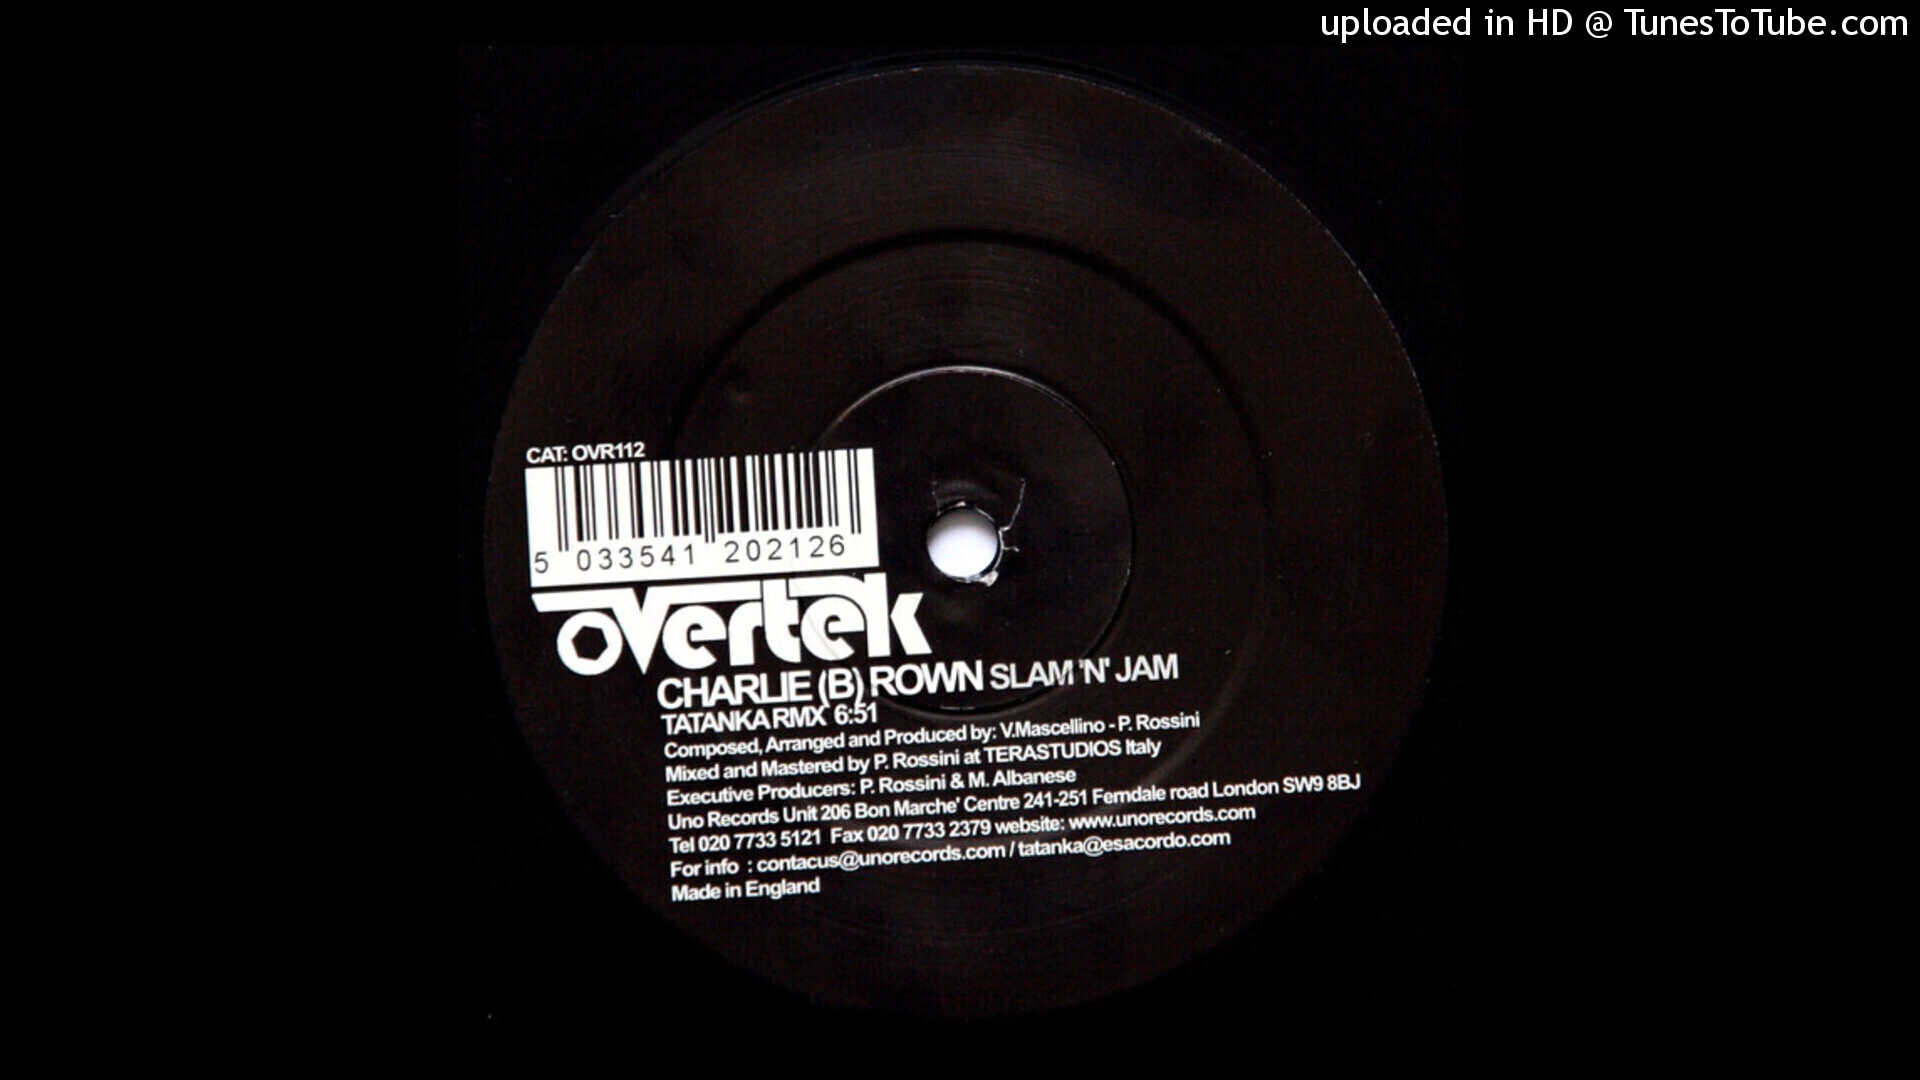 uploaded in HD @ TunesToTube.com
CAT: OVR112
5 033541 202126
overtek
CHARLIE (B) ROWN SLAM 'N' JAM
TATANKA RMX 6:51
Composed, Arranged and Produced by: V.Mascellino - P. Rossini
Mixed and Mastered by P. Rossini at TERASTUDIOS Italy
Executive Producers: P. Rossini & M. Albanese
Uno Records Unit 206 Bon Marche' Centre 241-251 Ferndale road London SW9 8BJ
Tel 020 7733 5121 Fax 020 7733 2379 website: www.unorecords.com
For info : contacus@unorecords.com / tatanka@esacordo.com
Made in England